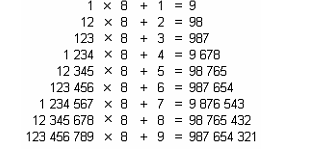 1 × 8 + 1 = 9
12 × 8 + 2 = 98
123 × 8 + 3 = 987
1 234 × 8 + 4 = 9 678
12 345 × 8 + 5 = 98 765
123 456 × 8 + 6 = 987 654
1 234 567 × 8 + 7 = 9 876 543
12 345 678 × 8 + 8 = 98 765 432
123 456 789 × 8 + 9 = 987 654 321